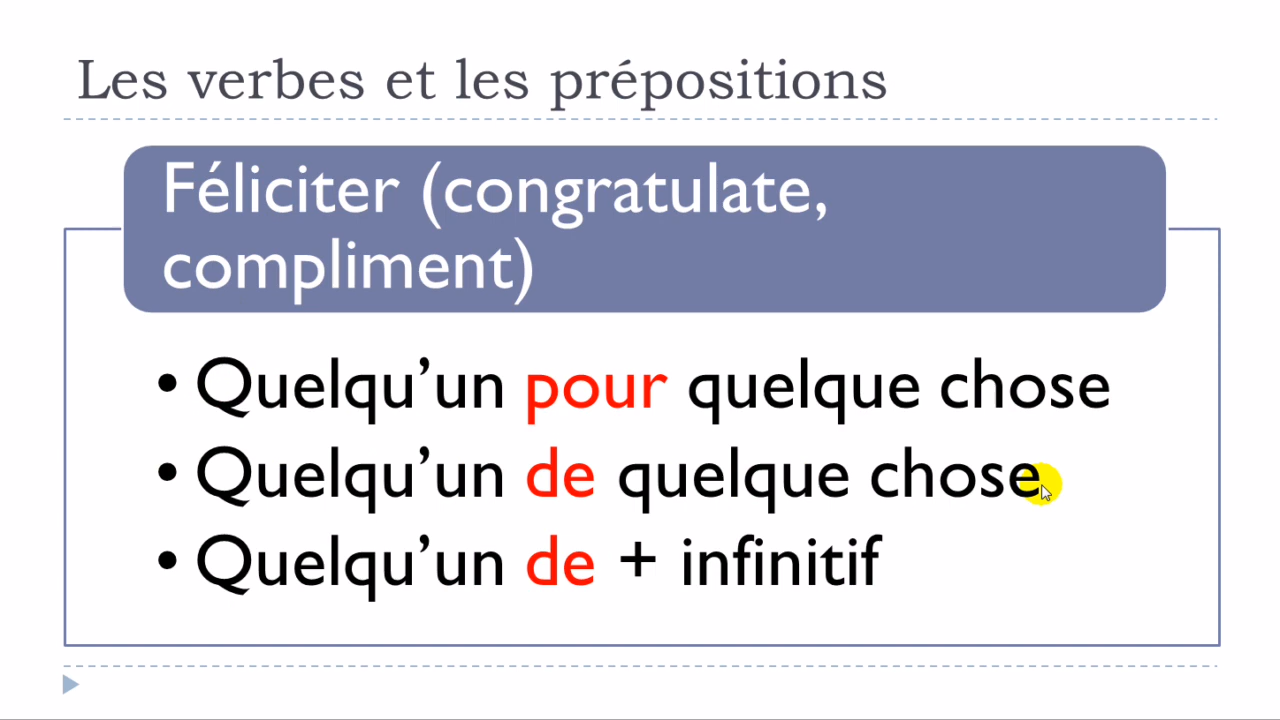 Les verbes et les prépositions
Féliciter (congratulate,
compliment)
• Quelqu’un pour quelque chose
• Quelqu’un de quelque chose
• Quelqu’un de + infinitif